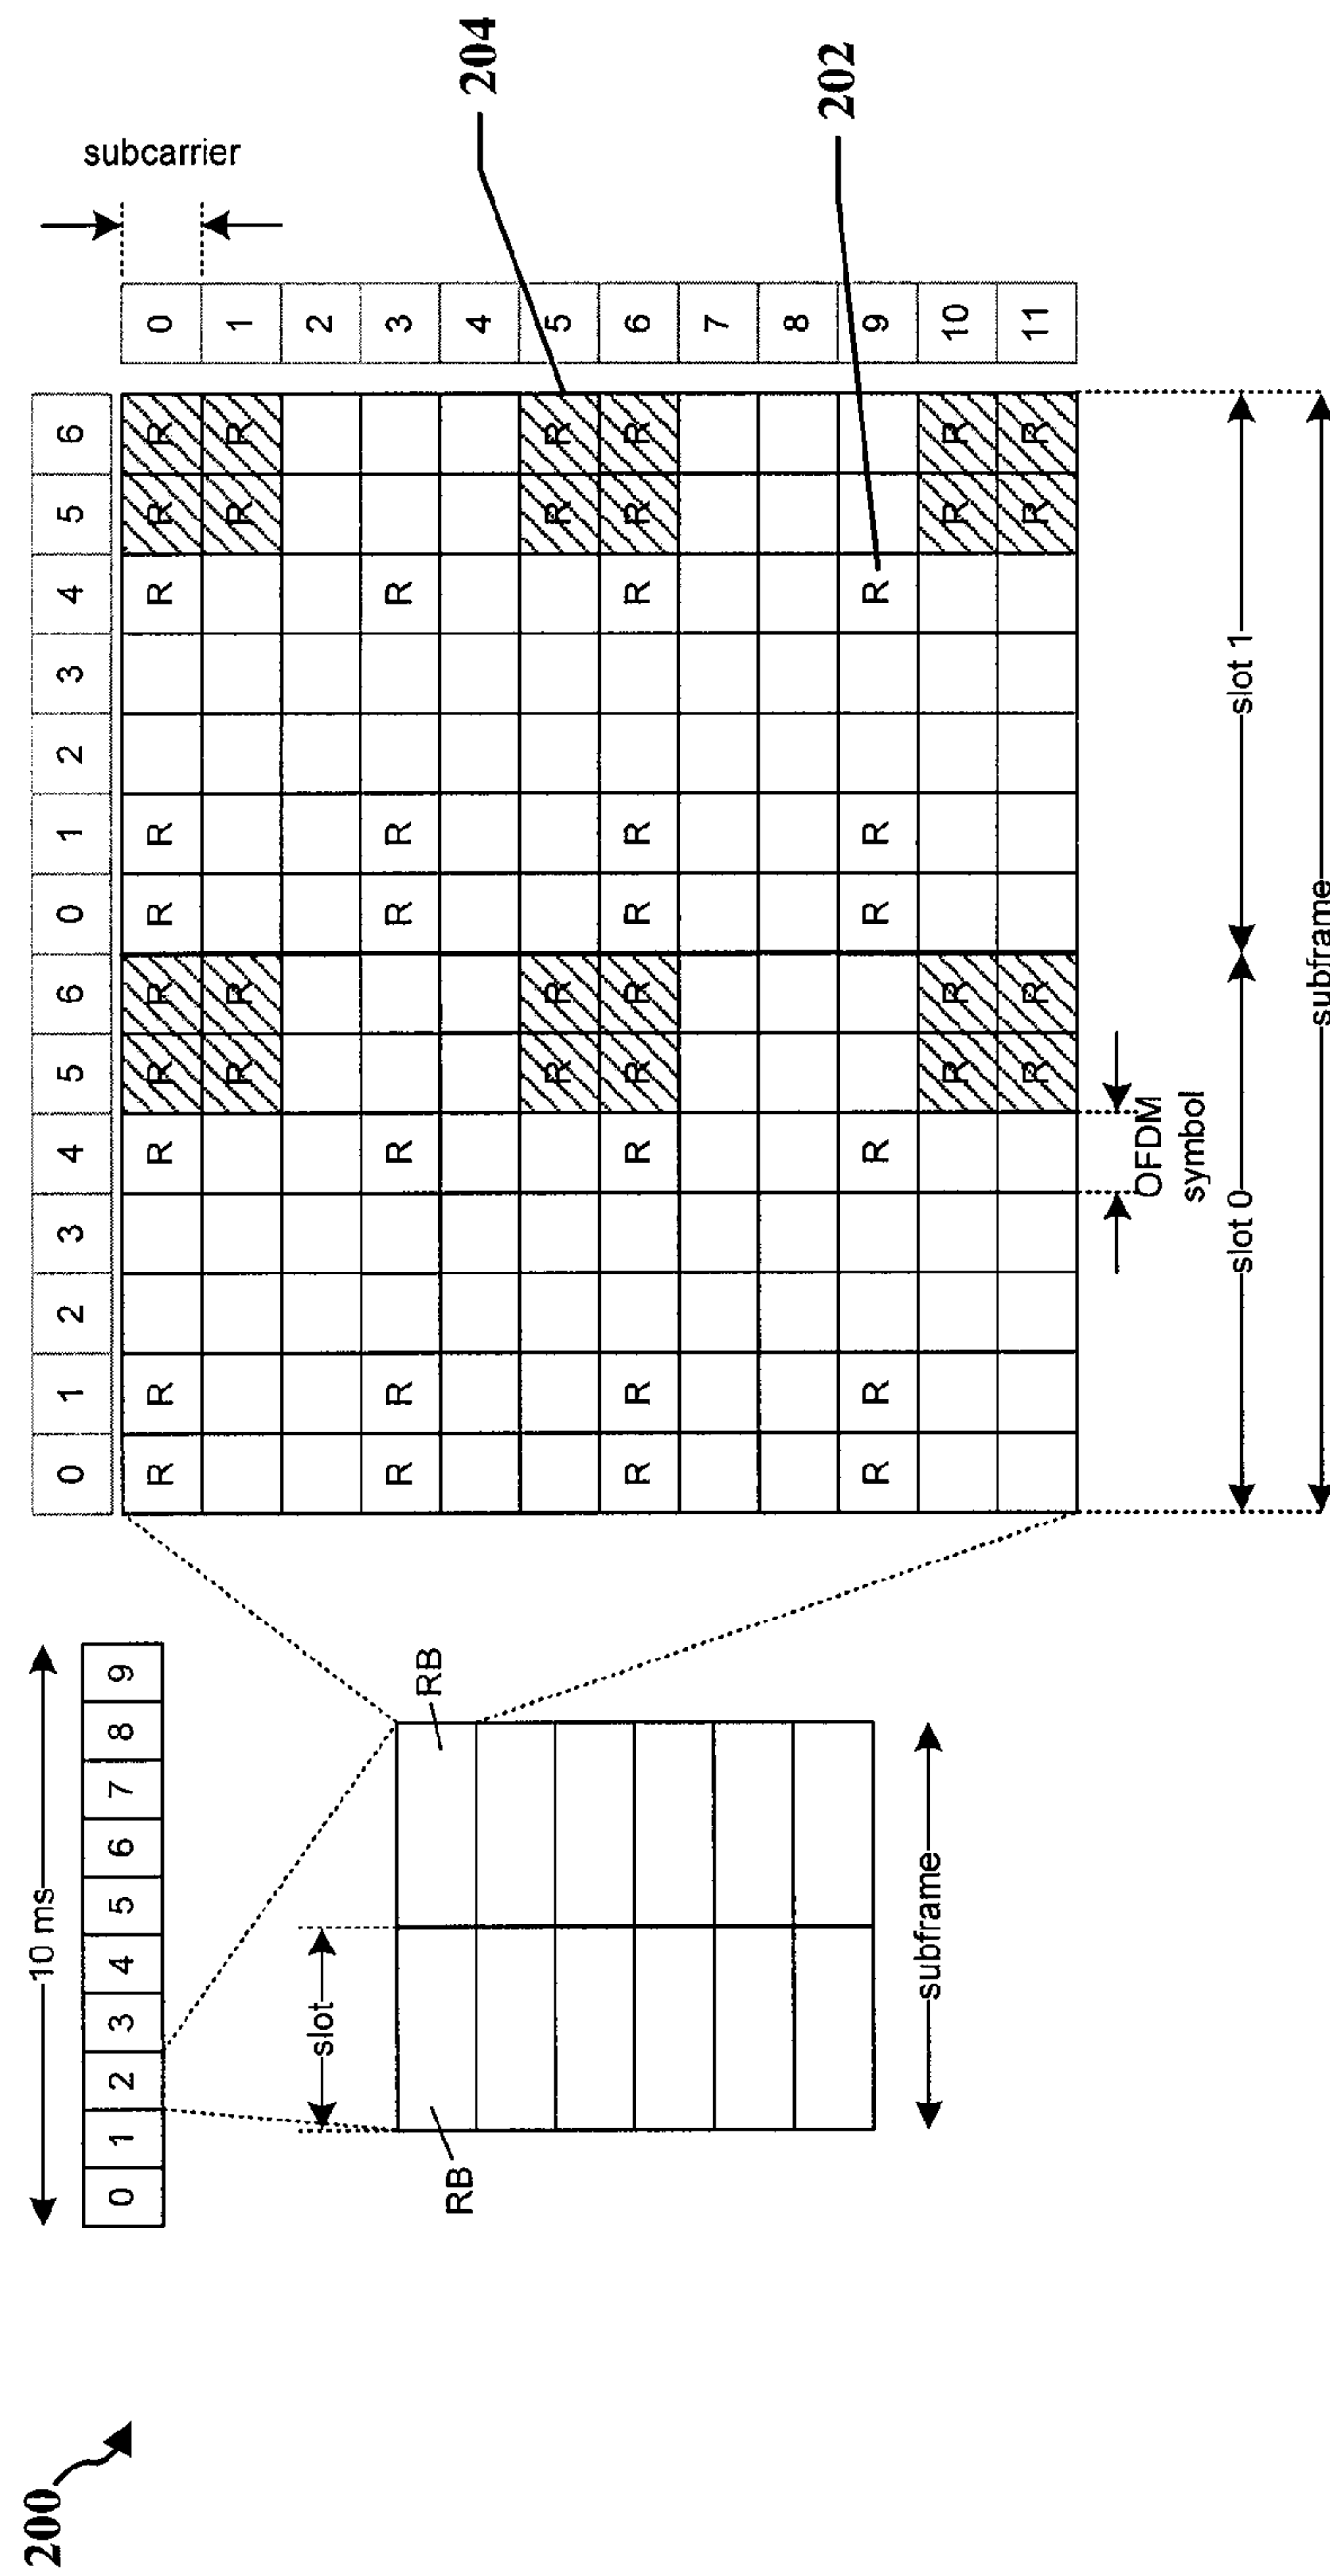 200
10 ms
0 1 2 3 4 5 6 7 8 9
slot
RB
RB
subframe
0 1 2 3 4 5 6 0 1 2 3 4 5 6
subcarrier
R R R R R R R R R R 0
R R R R 1
2
R R R R R R 3
4
204
R R R R 5
R R R R R R R R R R 6
7
8
202
R R R R R R 9
R R R R 10
R R R R 11
OFDM
symbol
slot 0 slot 1
subframe